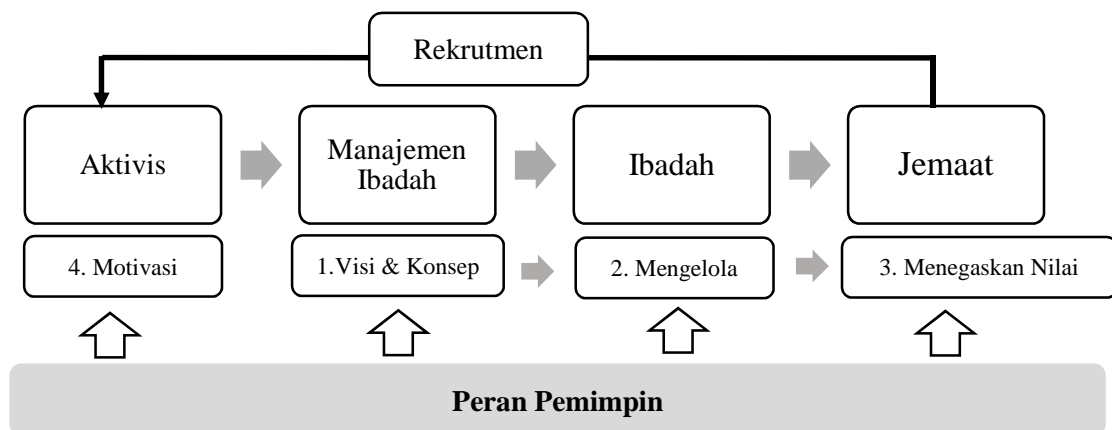 Rekrutmen
Aktivis
Manajemen
Ibadah
Ibadah
Jemaat
4. Motivasi
1.Visi & Konsep
2. Mengelola
3. Menegaskan Nilai
Peran Pemimpin